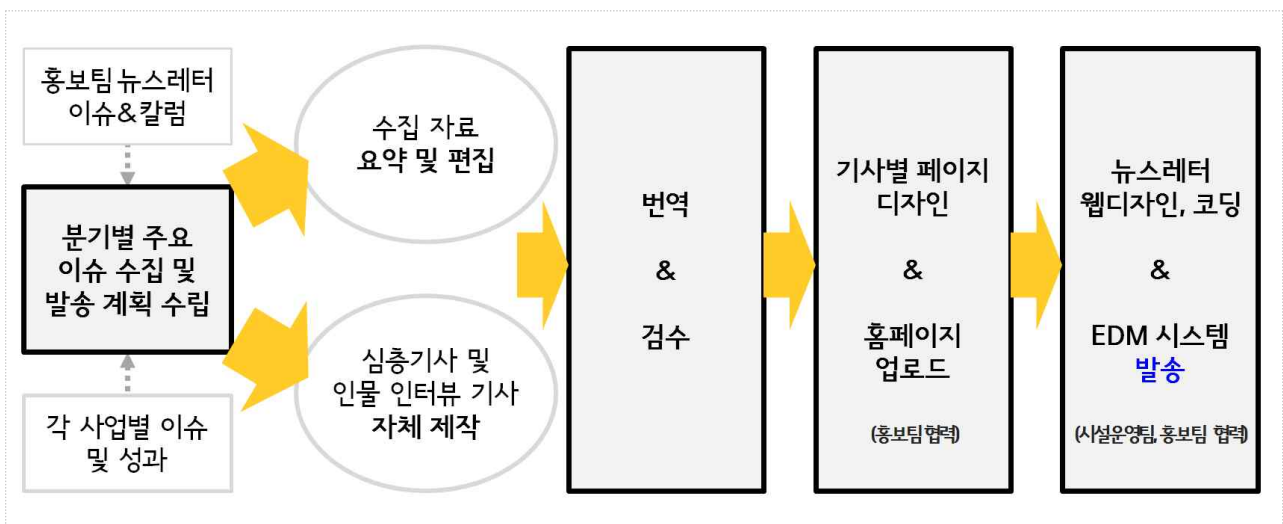 홍보팀 뉴스레터
이슈&칼럼
분기별 주요
이슈 수집 및
발송 계획 수립
각 사업별 이슈
및 성과
수집 자료
요약 및 편집
심층기사 및
인물 인터뷰 기사
자체 제작
번역
&
검수
기사별 페이지
디자인
&
홈페이지
업로드
(홍보팀 협력)
뉴스레터
웹디자인, 코딩
&
EDM 시스템
발송
(시설운영팀, 홍보팀 협력)